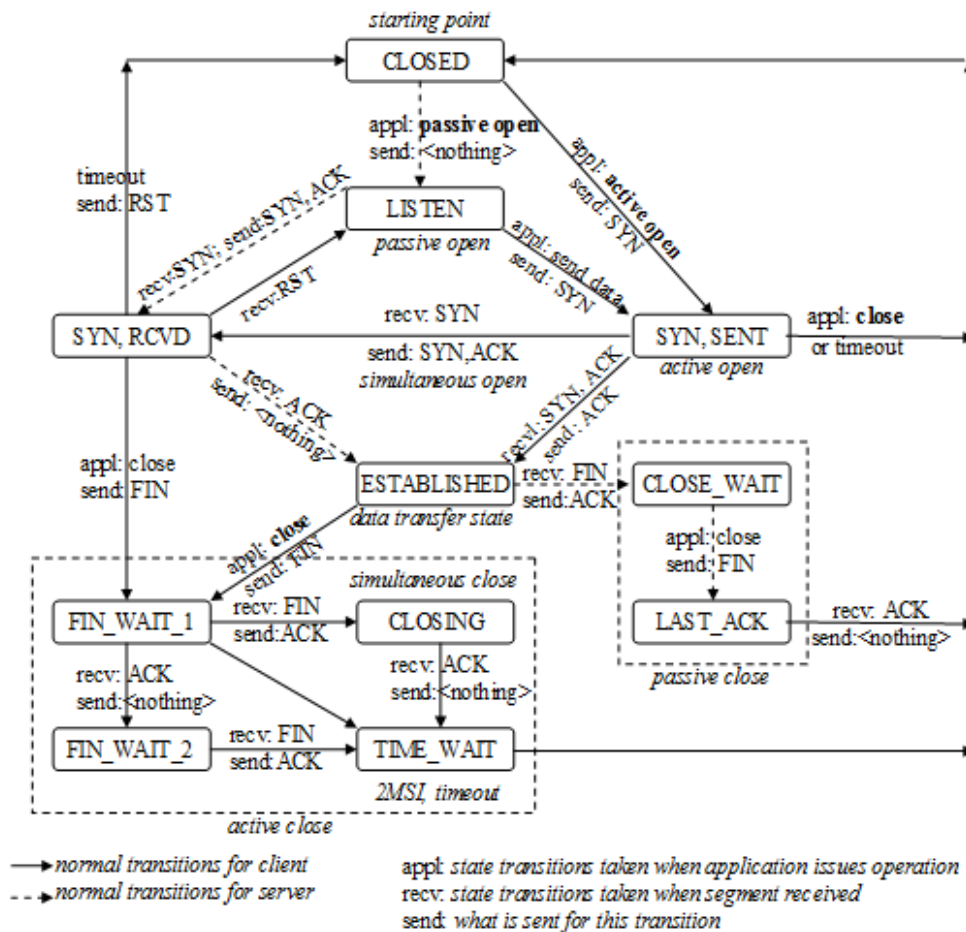 starting point
CLOSED
appl: passive open
send: <nothing>
appl: active open
send: SYN
timeout
send: RST
recv:SYN; send:SYN,ACK
LISTEN
passive open
recv:RST
appl: send data
send: SYN
SYN, RCVD
recv: SYN
send: SYN,ACK
simultaneous open
SYN, SENT
active open
appl: close
or timeout
recv: ACK
send: <nothing>
recvl: SYN, ACK
send: ACK
appl: close
send: FIN
ESTABLISHED
data transfer state
recv: FIN
send:ACK
CLOSE_WAIT
appl: close
send: FIN
appl: close
send: FIN
simultaneous close
FIN_WAIT_1
recv: FIN
send:ACK
CLOSING
LAST_ACK
recv: ACK
send:<nothing>
passive close
recv: ACK
send:<nothing>
recv: ACK
send:<nothing>
FIN_WAIT_2
recv: FIN
send:ACK
TIME_WAIT
2MSI, timeout
active close
normal transitions for client
normal transitions for server
appl: state transitions taken when application issues operation
recv: state transitions taken when segment received
send: what is sent for this transition